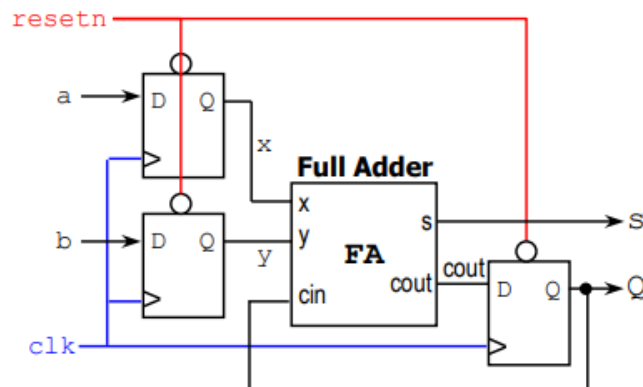 resetn
a
D Q
x
Full Adder
b
D Q
y
x
y
cin
FA
s
cout
cout
D Q
s
Q
clk